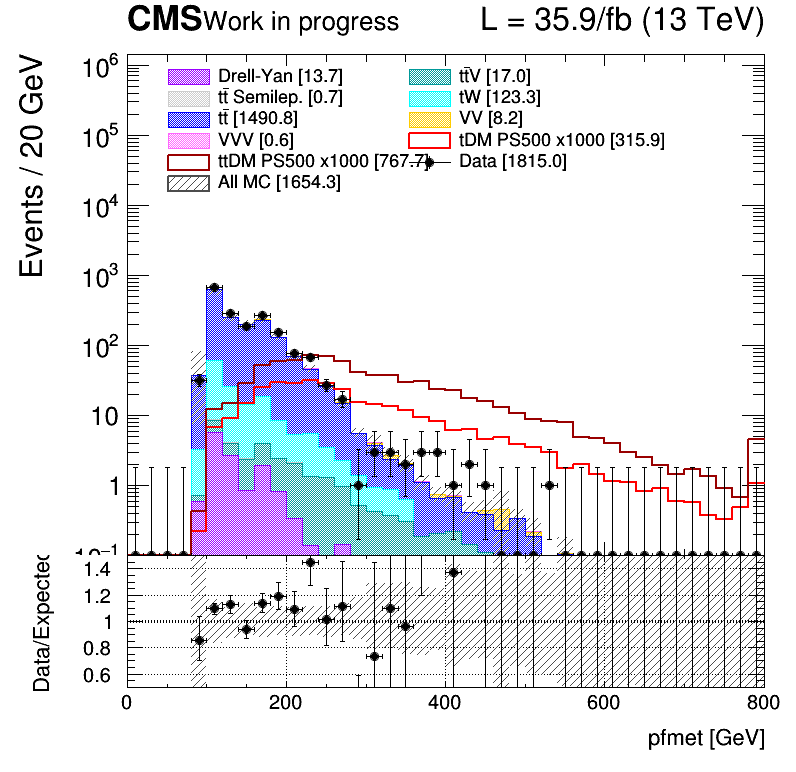 CMS Work in progress L = 35.9/fb (13 TeV)
Events / 20 GeV
Drell-Yan [13.7] tt̄V [17.0]
tt̄ Semilep. [0.7] tW [123.3]
tt̄ [1490.8] VV [8.2]
VVV [0.6] tDM PS500 x1000 [315.9]
ttDM PS500 x1000 [767.7] Data [1815.0]
All MC [1654.3]
10⁶
10⁵
10⁴
10³
10²
10
1
10⁻¹
Data/Expected
1.4
1.2
1
0.8
0.6
0 200 400 600 800
pfmet [GeV]